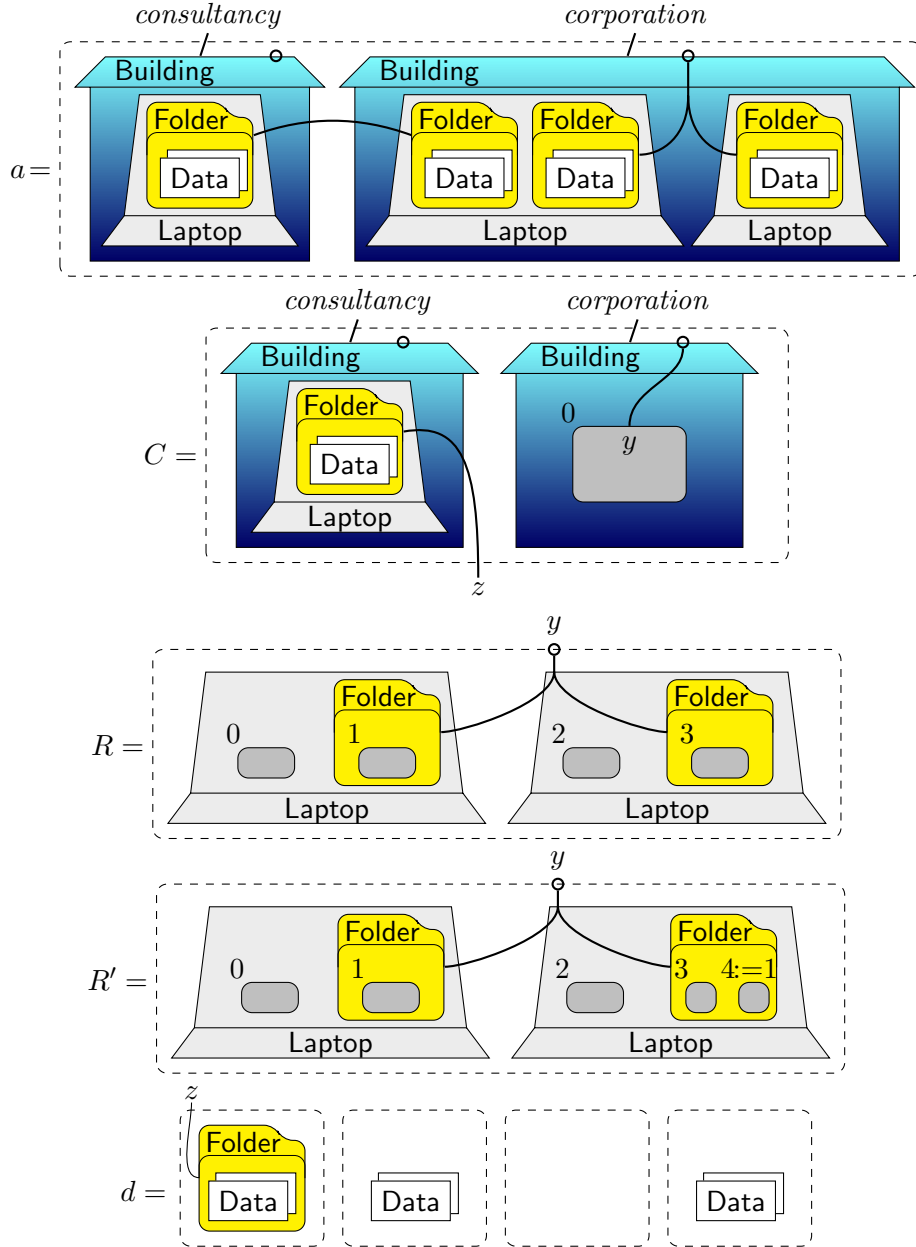 consultancy corporation
Building Building
Folder Folder Folder Folder
a =
Data Data Data Data
Laptop Laptop Laptop
consultancy corporation
Building Building
Folder 0
y
C =
Data
Laptop
z
y
Folder Folder
0 1 2 3
R =
Laptop Laptop
y
Folder Folder
0 1 2 3 4:=1
R′ =
Laptop Laptop
z
Folder
d =
Data Data Data